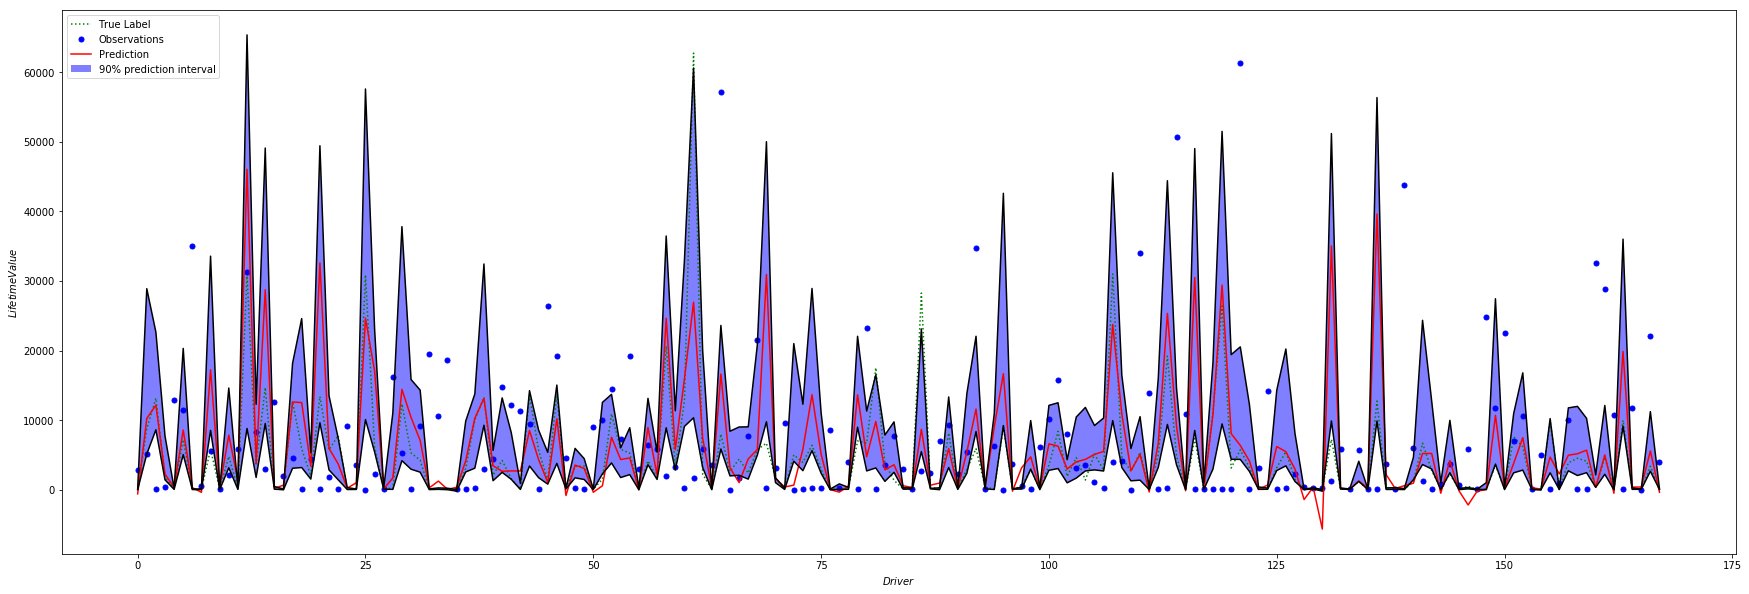 True Label
Observations
Prediction
90% prediction interval
60000
50000
40000
30000
20000
10000
0
LifetimeValue
0 25 50 75 100 125 150 175
Driver